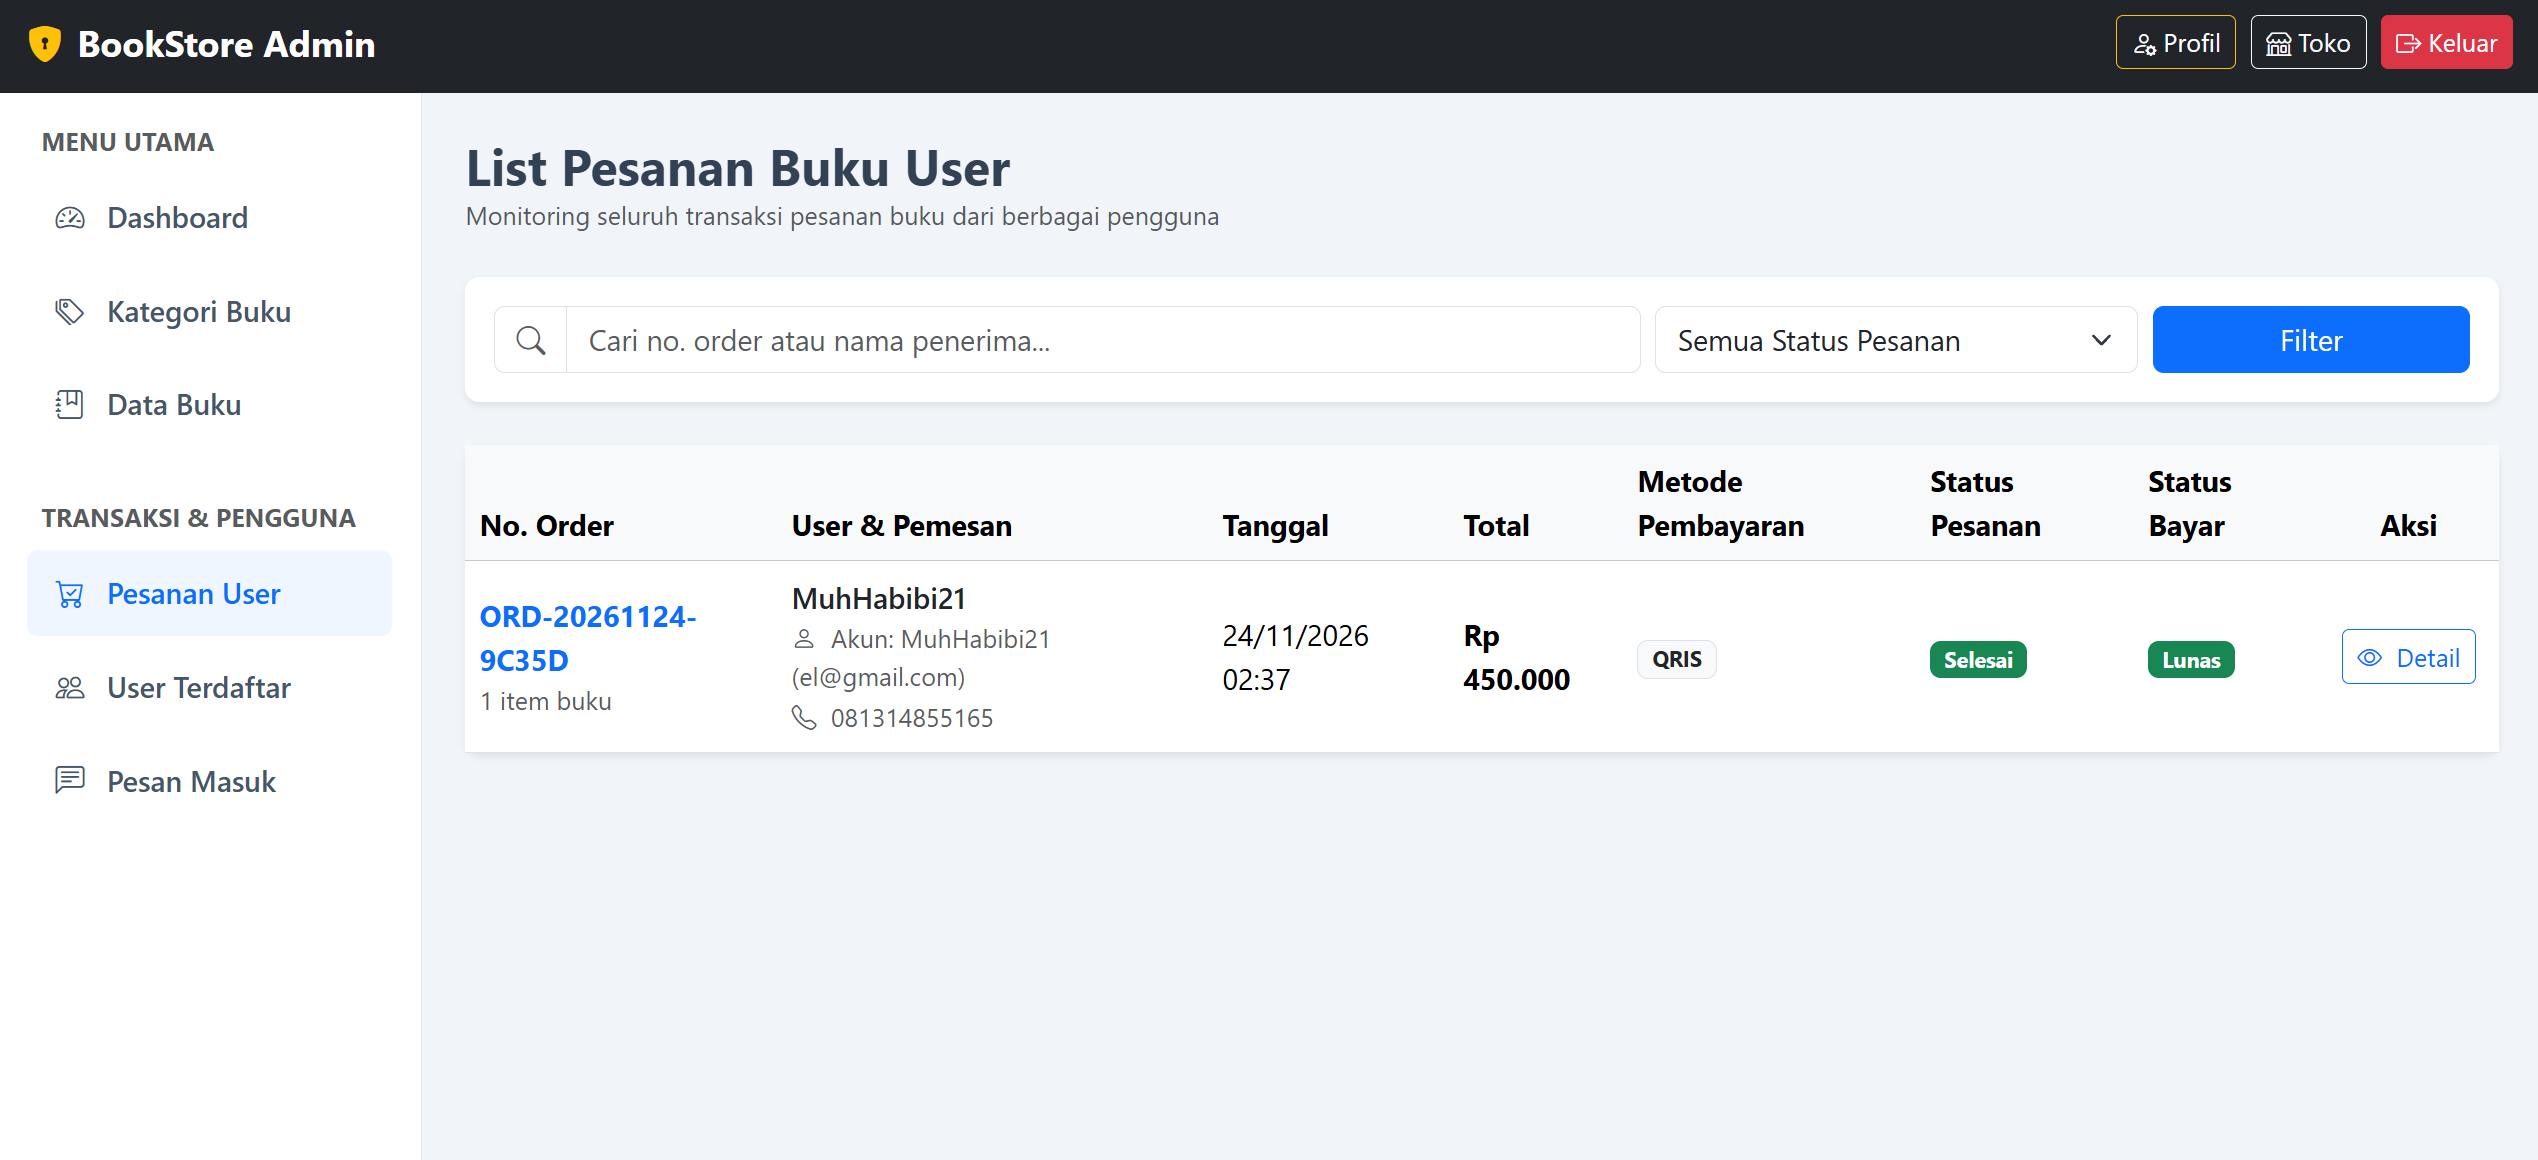 BookStore Admin
Profil
Toko
Keluar
MENU UTAMA
Dashboard
Kategori Buku
Data Buku
TRANSAKSI & PENGGUNA
Pesanan User
User Terdaftar
Pesan Masuk
List Pesanan Buku User
Monitoring seluruh transaksi pesanan buku dari berbagai pengguna
Cari no. order atau nama penerima...
Semua Status Pesanan
Filter
No. Order
User & Pemesan
Tanggal
Total
Metode
Pembayaran
Status
Pesanan
Status
Bayar
Aksi
ORD-20261124-
9C35D
1 item buku
MuhHabibi21
Akun: MuhHabibi21
(el@gmail.com)
081314855165
24/11/2026
02:37
Rp
450.000
QRIS
Selesai
Lunas
Detail